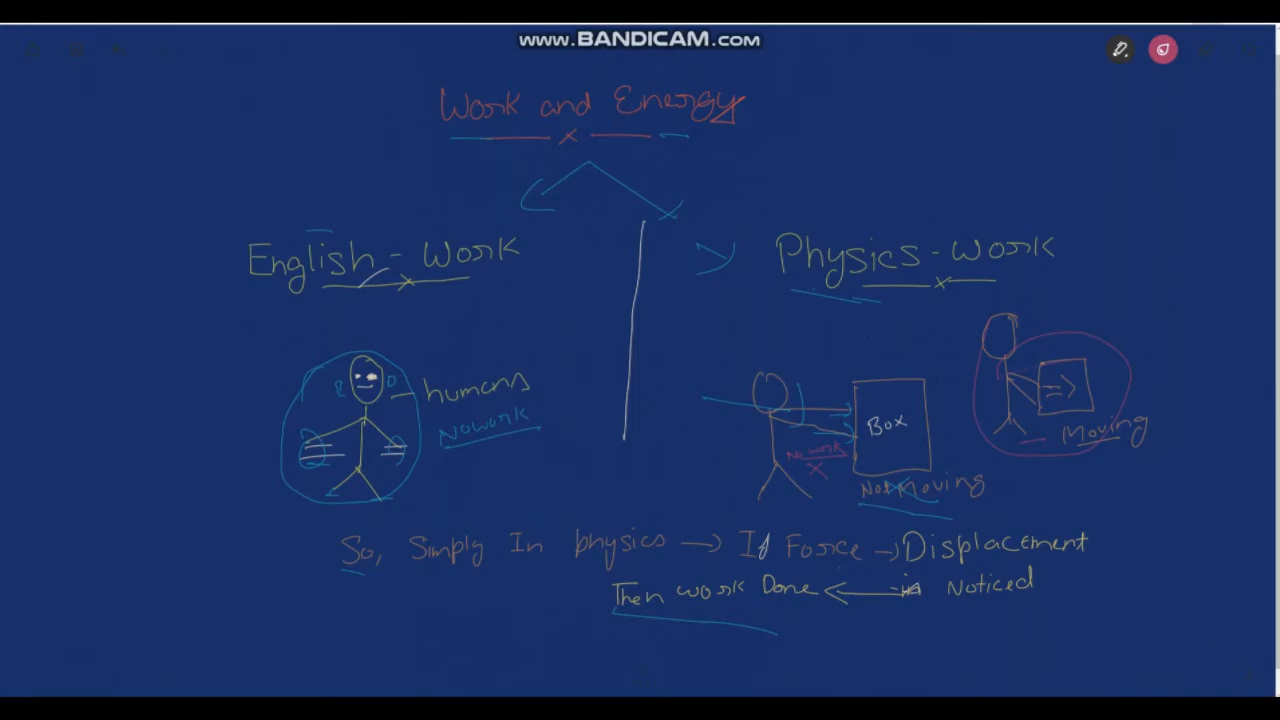 www.BANDICAM.com
Work and Energy
English - Work
Physics - Work
humans
No work
Box
No work
Not Moving
Moving
So, Simply In physics → If Force → Displacement
Then work Done ← is Noticed